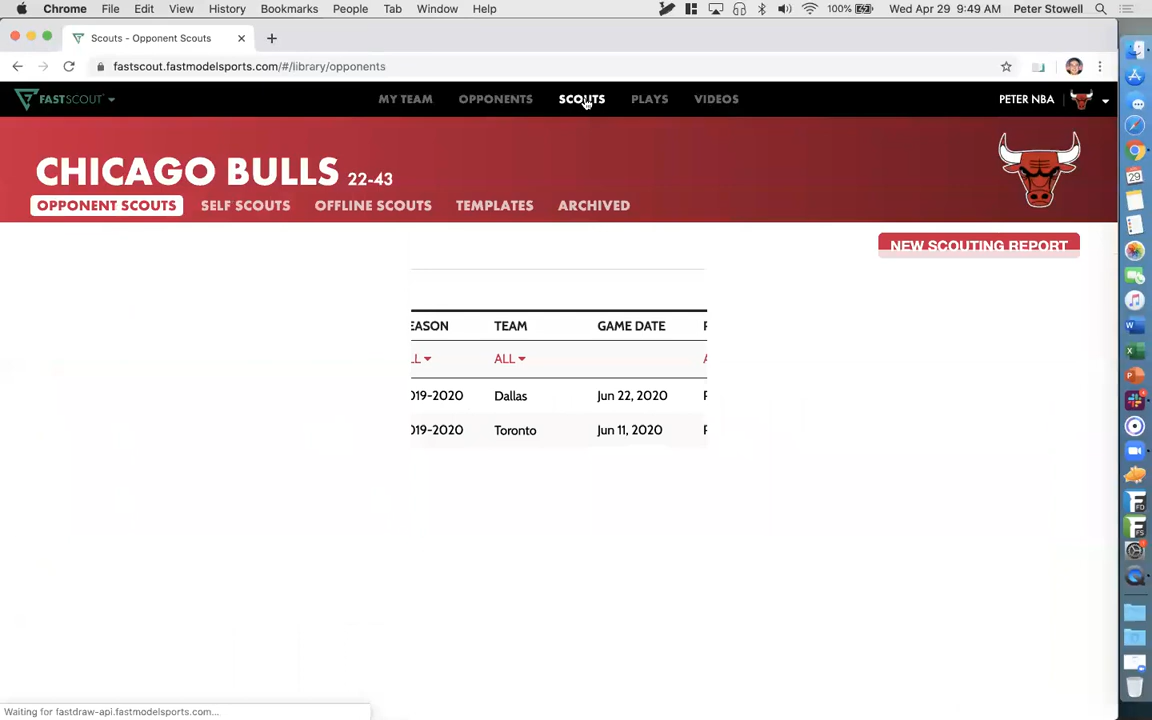 Chrome File Edit View History Bookmarks People Tab Window Help 100% Wed Apr 29 9:49 AM Peter Stowell
Scouts - Opponent Scouts
fastscout.fastmodelsports.com/#/library/opponents
FASTSCOUT MY TEAM OPPONENTS SCOUTS PLAYS VIDEOS PETER NBA
CHICAGO BULLS 22-43
OPPONENT SCOUTS SELF SCOUTS OFFLINE SCOUTS TEMPLATES ARCHIVED
NEW SCOUTING REPORT
EASON TEAM GAME DATE
LL ALL
019-2020 Dallas Jun 22, 2020
019-2020 Toronto Jun 11, 2020
Waiting for fastdraw-api.fastmodelsports.com...